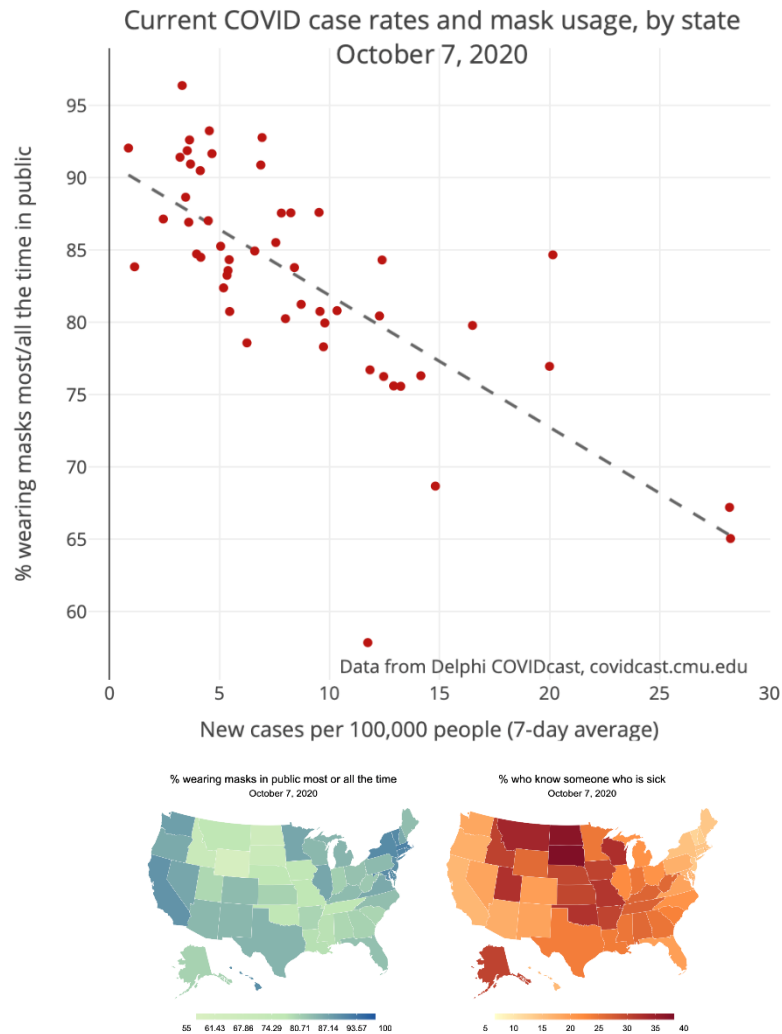 Current COVID case rates and mask usage, by state
October 7, 2020
% wearing masks most/all the time in public
95
90
85
80
75
70
65
60
Data from Delphi COVIDcast, covidcast.cmu.edu
0 5 10 15 20 25 30
New cases per 100,000 people (7-day average)
% wearing masks in public most or all the time
October 7, 2020
55 61.43 67.86 74.29 80.71 87.14 93.57 100
% who know someone who is sick
October 7, 2020
5 10 15 20 30 35 40